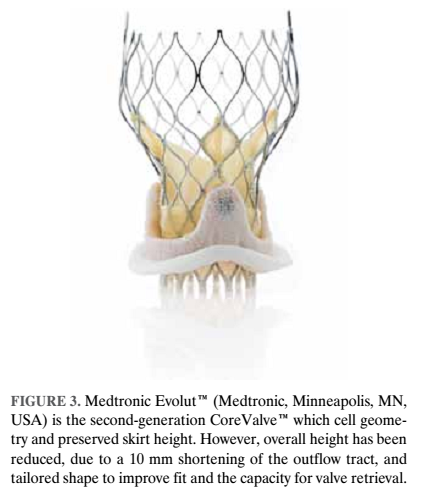 FIGURE 3. Medtronic Evolut™ (Medtronic, Minneapolis, MN,
USA) is the second-generation CoreValve™ which cell geome-
try and preserved skirt height. However, overall height has been
reduced, due to a 10 mm shortening of the outflow tract, and
tailored shape to improve fit and the capacity for valve retrieval.